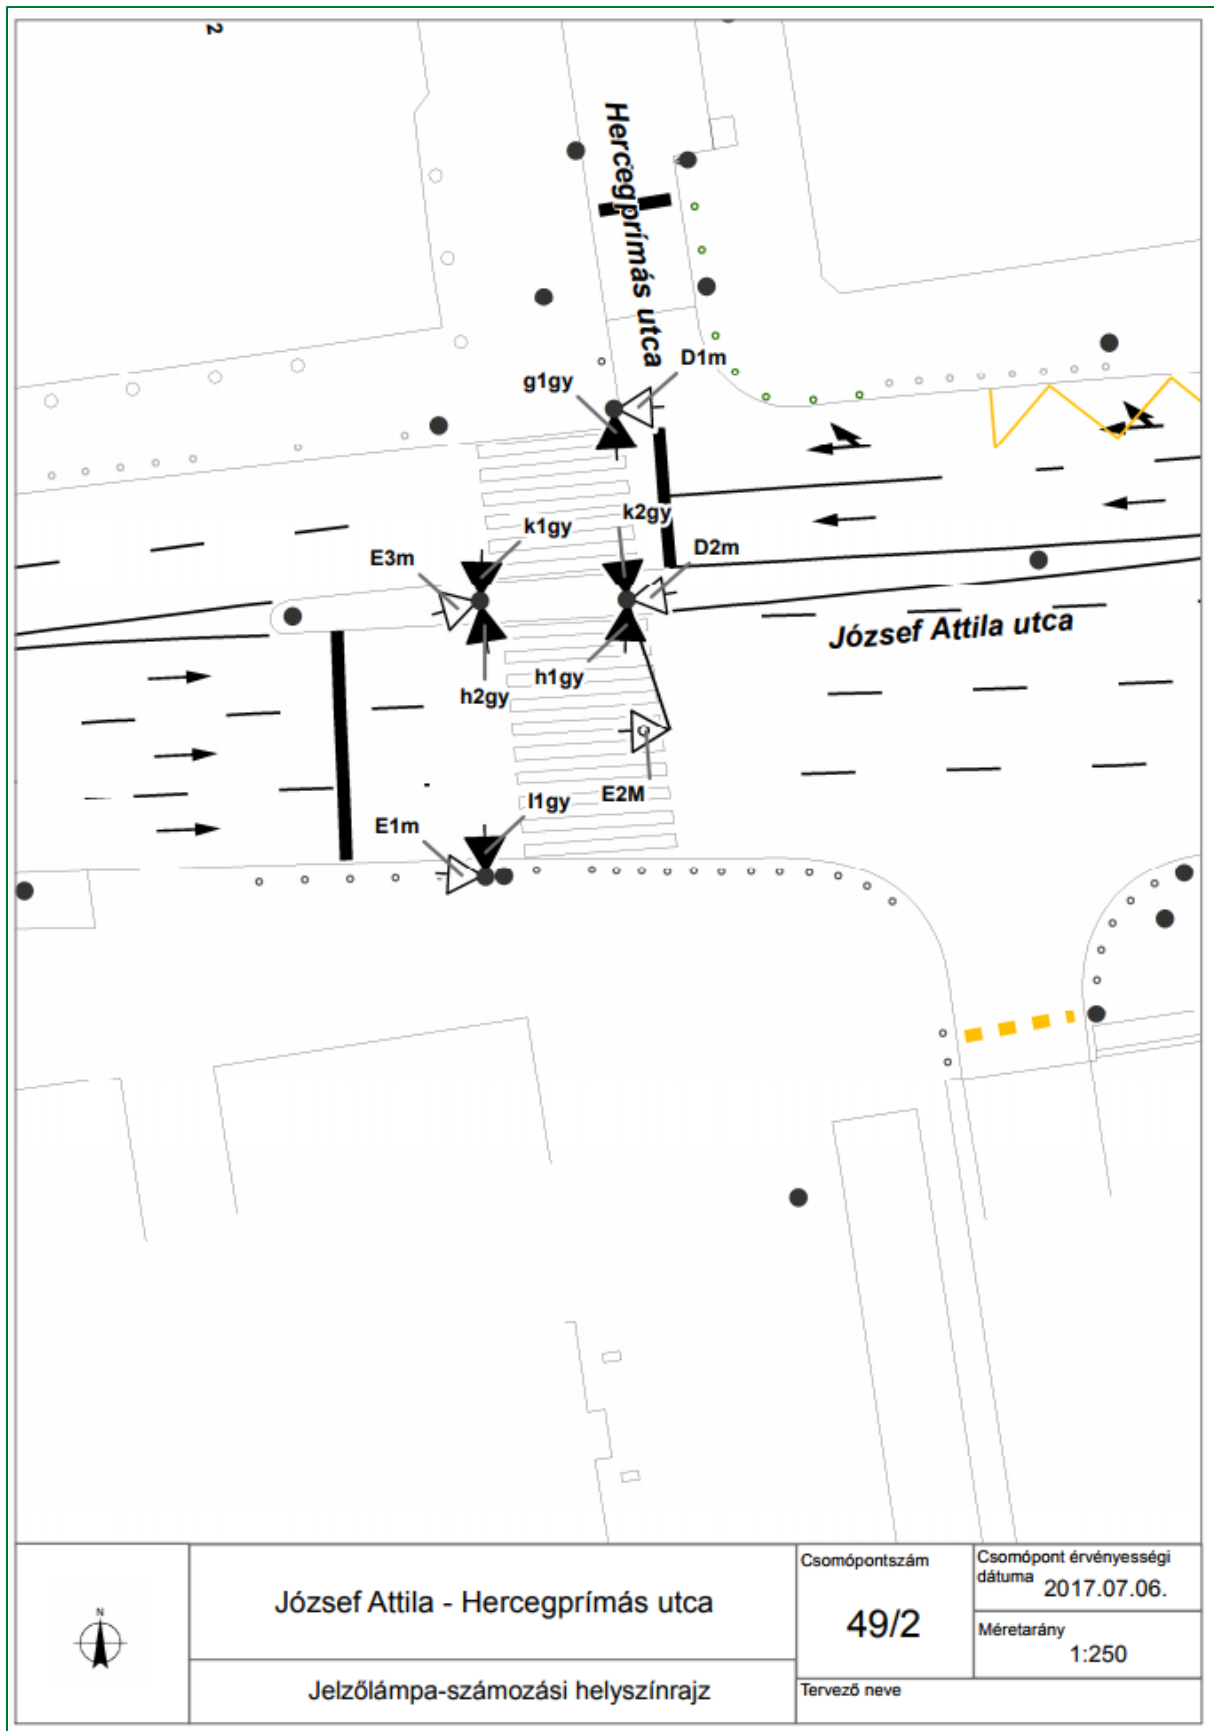 2
Hercegprímás utca
D1m
g1gy
k2gy
k1gy
E3m
D2m
József Attila utca
h1gy
h2gy
E2M
l1gy
E1m
N
József Attila - Hercegprímás utca
Jelzőlámpa-számozási helyszínrajz
Csomópontszám
49/2
Csomópont érvényességi
dátuma 2017.07.06.
Méretarány
1:250
Tervező neve